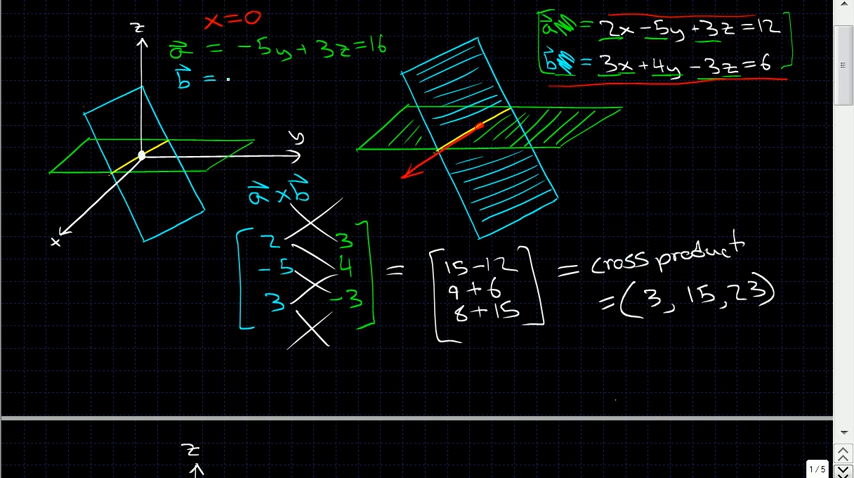 x=0
z
a⃗ = -5y+3z=16
b⃗ =
a⃗ = 2x-5y+3z=12
b⃗ = 3x+4y-3z=6
y
x
a⃗ x b⃗
2 3
-5 4
3 -3
= [15-12
9+6
8+15]
= cross product
= (3, 15, 23)
z
1/5